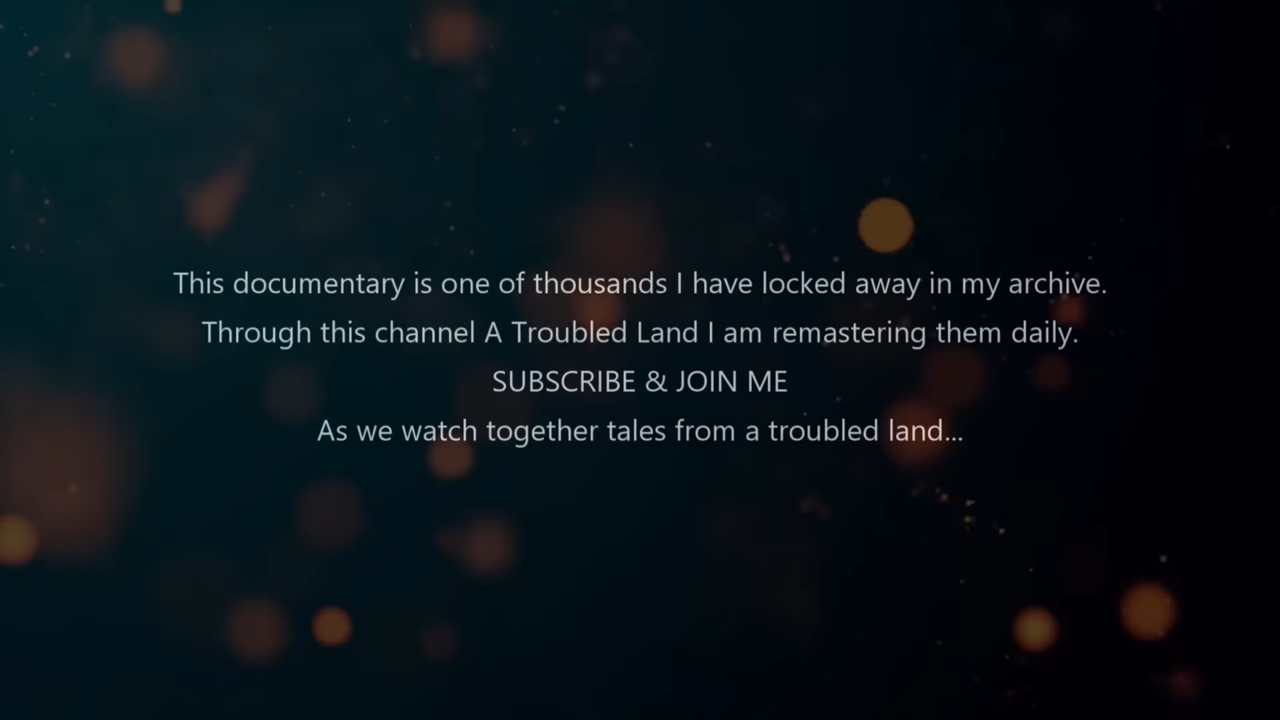 This documentary is one of thousands I have locked away in my archive.
Through this channel A Troubled Land I am remastering them daily.
SUBSCRIBE & JOIN ME
As we watch together tales from a troubled land...